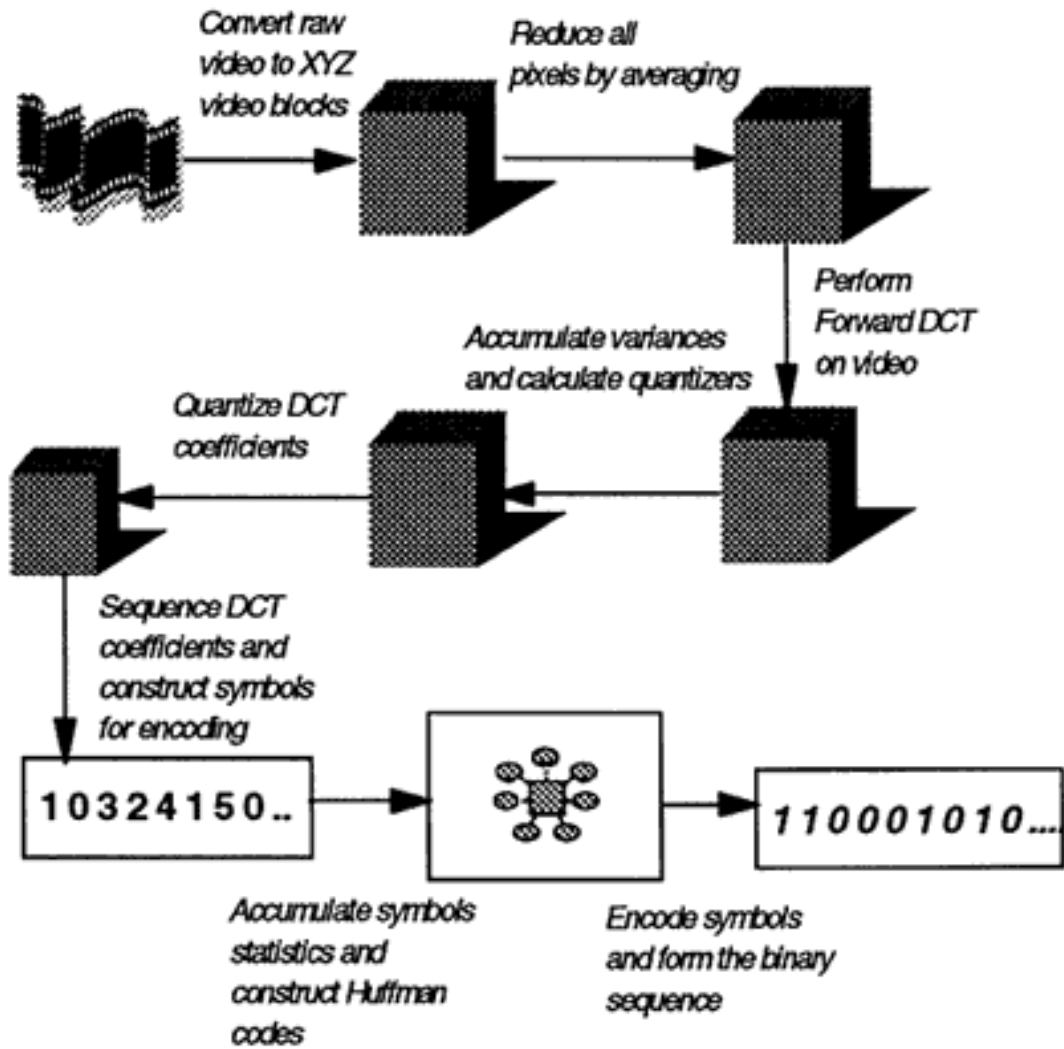 Convert raw
video to XYZ
video blocks
Reduce all
pixels by averaging
Perform
Forward DCT
on video
Accumulate variances
and calculate quantizers
Quantize DCT
coefficients
Sequence DCT
coefficients and
construct symbols
for encoding
10324150..
110001010....
Accumulate symbols
statistics and
construct Huffman
codes
Encode symbols
and form the binary
sequence